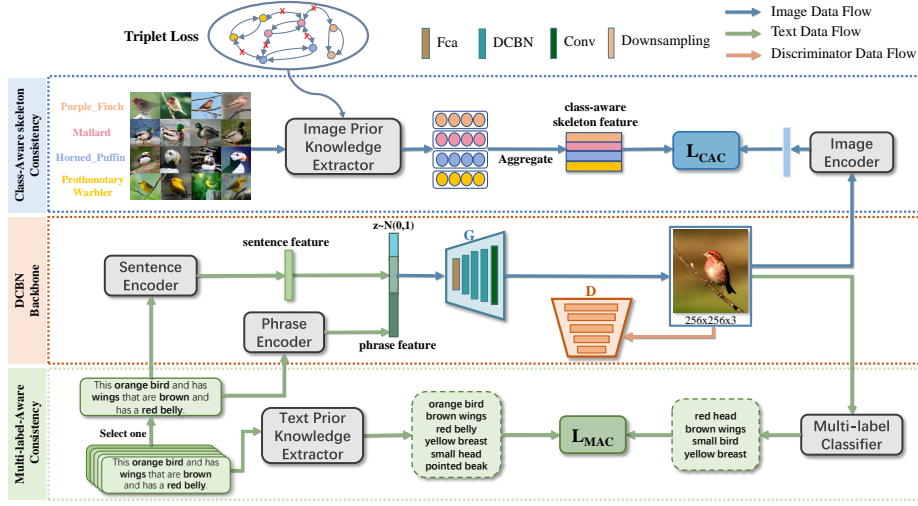 Triplet Loss
x
x
x
x
x
Fca
DCBN
Conv
Downsampling
Image Data Flow
Text Data Flow
Discriminator Data Flow
Class-Aware skeleton
Consistency
Purple_Finch
Mallard
Horned_Puffin
Prothonotary
Warbler
Image Prior
Knowledge
Extractor
Aggregate
class-aware
skeleton feature
LCAC
Image
Encoder
DCBN
Backbone
Sentence
Encoder
sentence feature
z~N(0,1)
G
D
256x256x3
Phrase
Encoder
phrase feature
Multi-label-Aware
Consistency
This orange bird and has
wings that are brown and
has a red belly.
Select one
This orange bird and has
wings that are brown
and has a red belly.
Text Prior
Knowledge
Extractor
orange bird
brown wings
red belly
yellow breast
small head
pointed beak
LMAC
red head
brown wings
small bird
yellow breast
Multi-label
Classifier